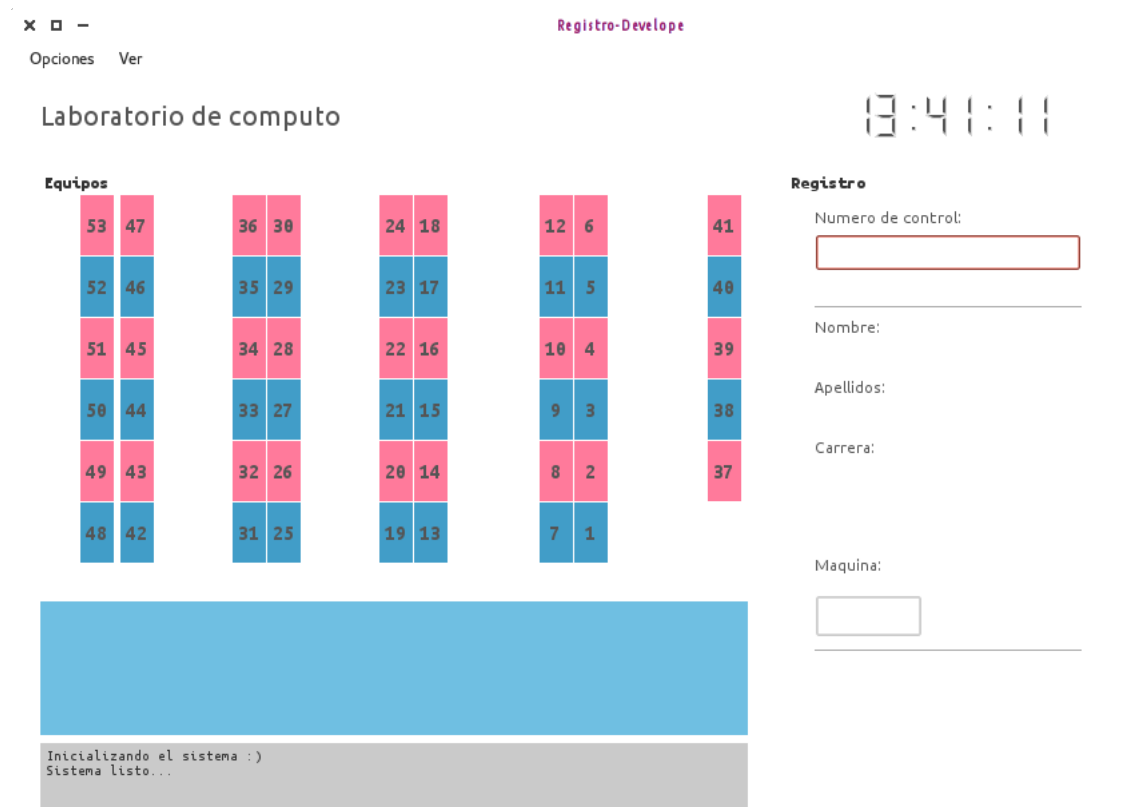 Registro-Develope
Opciones Ver
Laboratorio de computo
13:41:11
Equipos
53 47 36 30 24 18 12 6 41
52 46 35 29 23 17 11 5 40
51 45 34 28 22 16 10 4 39
50 44 33 27 21 15 9 3 38
49 43 32 26 20 14 8 2 37
48 42 31 25 19 13 7 1
Registro
Numero de control:
Nombre:
Apellidos:
Carrera:
Maquina:
Inicializando el sistema :)
Sistema listo...